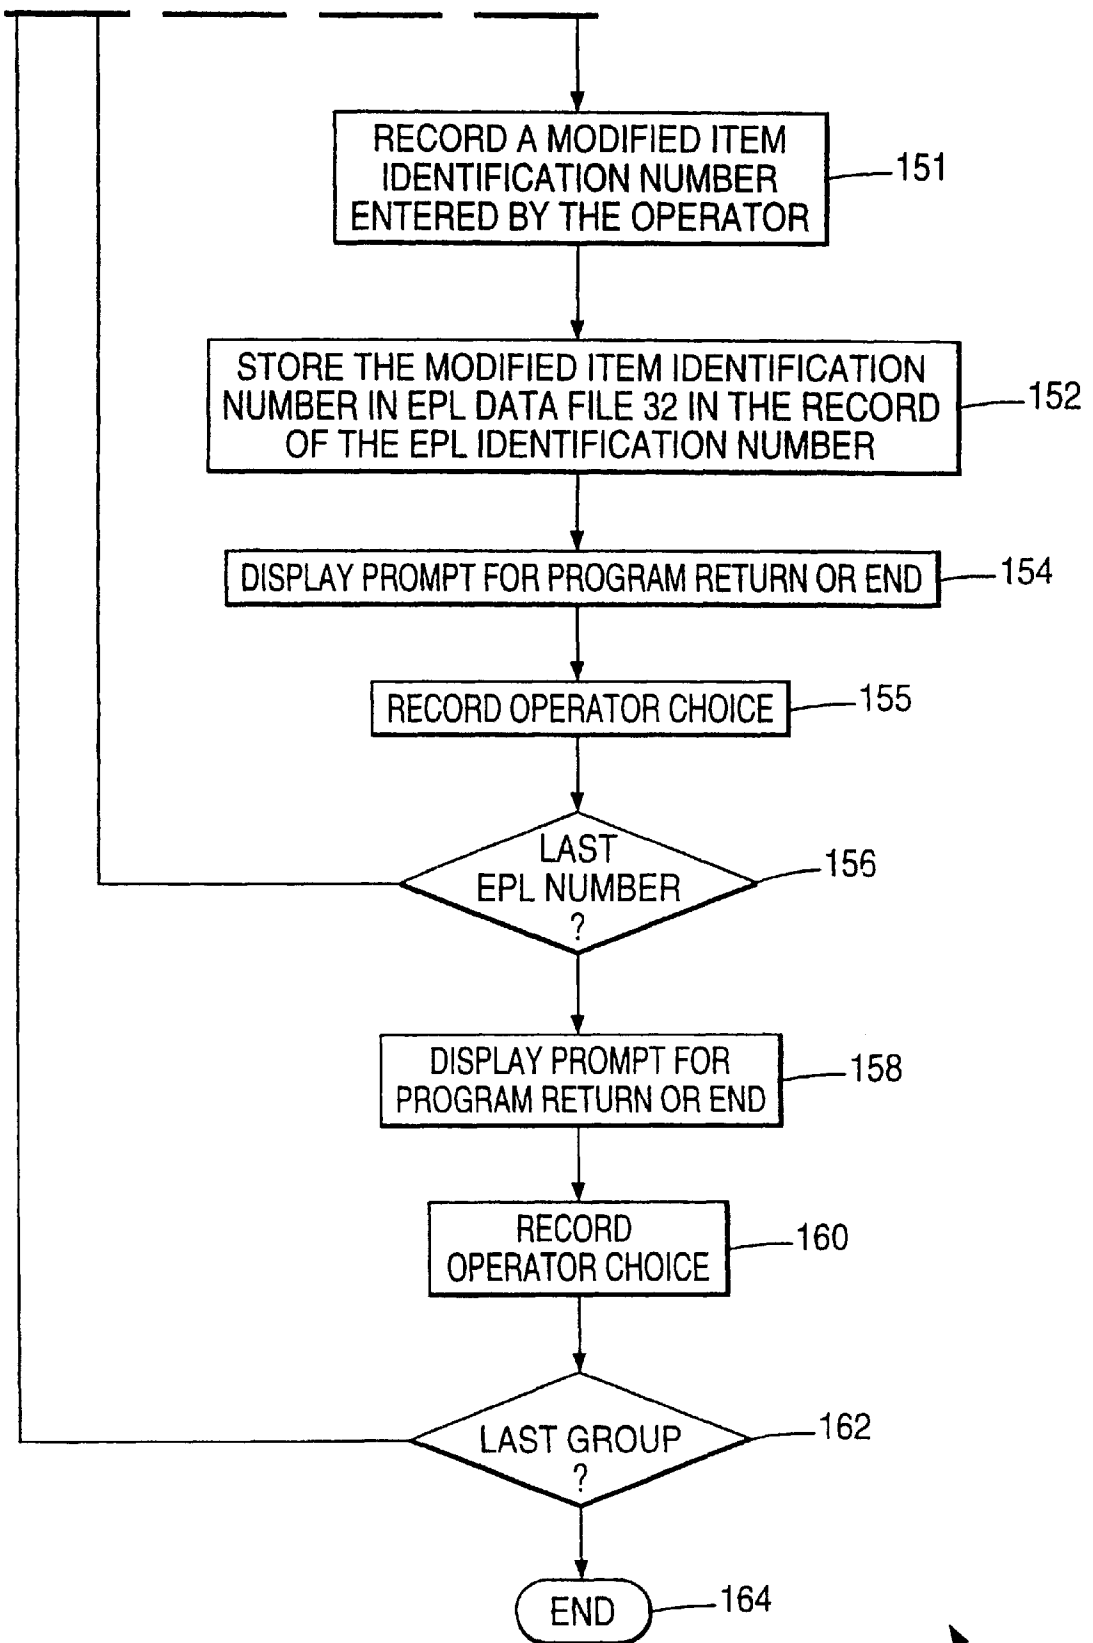 RECORD A MODIFIED ITEM
IDENTIFICATION NUMBER
ENTERED BY THE OPERATOR
151
STORE THE MODIFIED ITEM IDENTIFICATION
NUMBER IN EPL DATA FILE 32 IN THE RECORD
OF THE EPL IDENTIFICATION NUMBER
152
DISPLAY PROMPT FOR PROGRAM RETURN OR END
154
RECORD OPERATOR CHOICE
155
LAST
EPL NUMBER
?
156
DISPLAY PROMPT FOR
PROGRAM RETURN OR END
158
RECORD
OPERATOR CHOICE
160
LAST GROUP
?
162
END
164